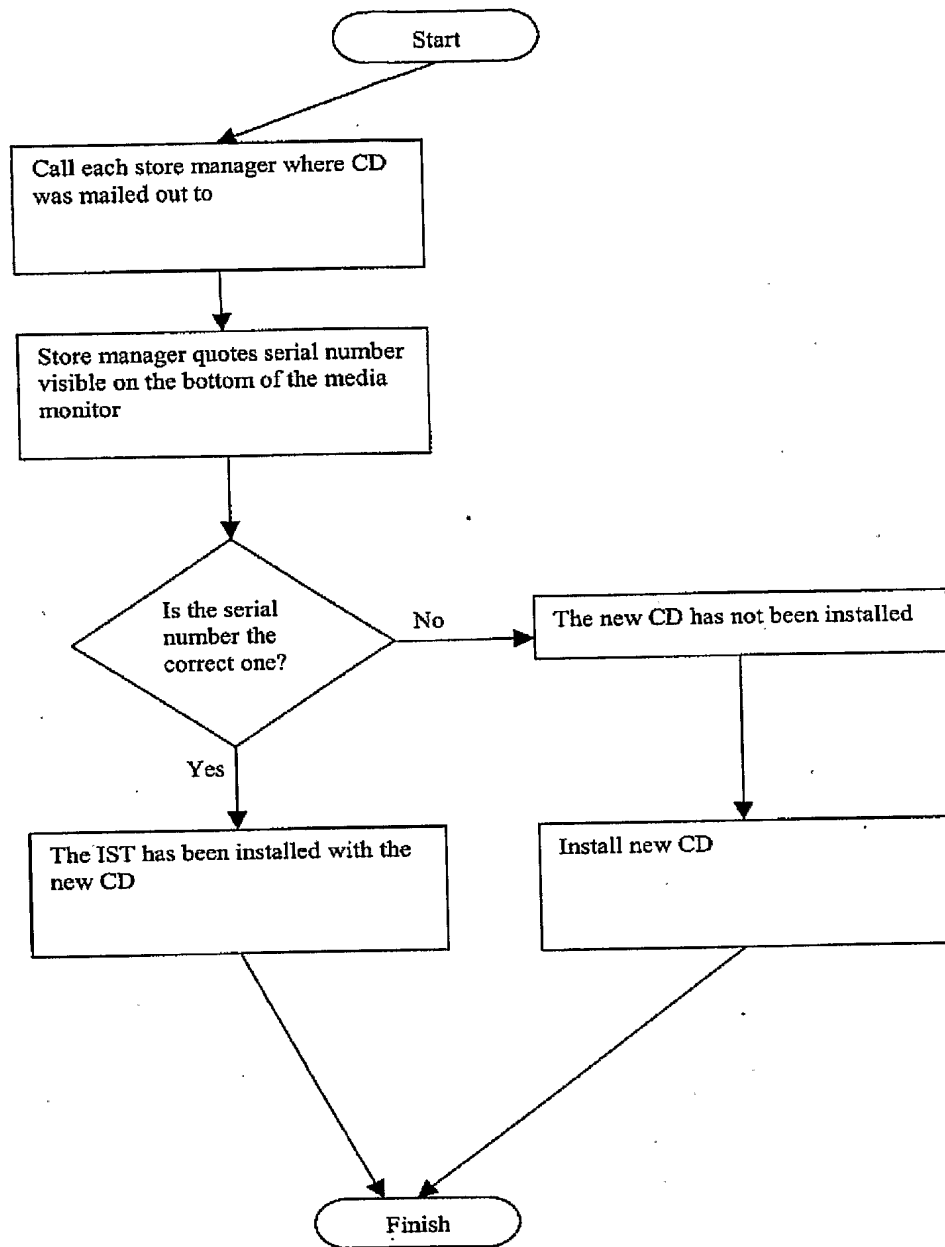 Start
Call each store manager where CD
was mailed out to
Store manager quotes serial number
visible on the bottom of the media
monitor
Is the serial
number the
correct one?
No
The new CD has not been installed
Yes
The IST has been installed with the
new CD
Install new CD
Finish